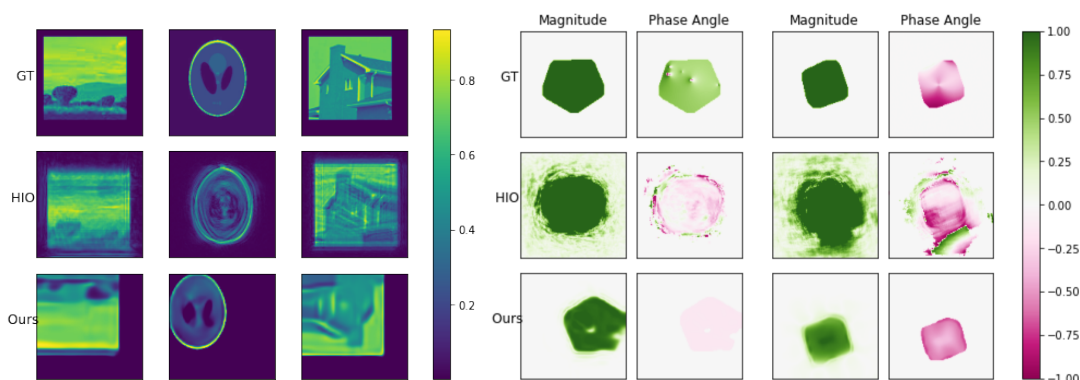 Magnitude Phase Angle Magnitude Phase Angle
GT
GT
HIO
HIO
Ours
Ours
0.8
0.6
0.4
0.2
1.00
0.75
0.50
0.25
0.00
−0.25
−0.50
−0.75
−1.00